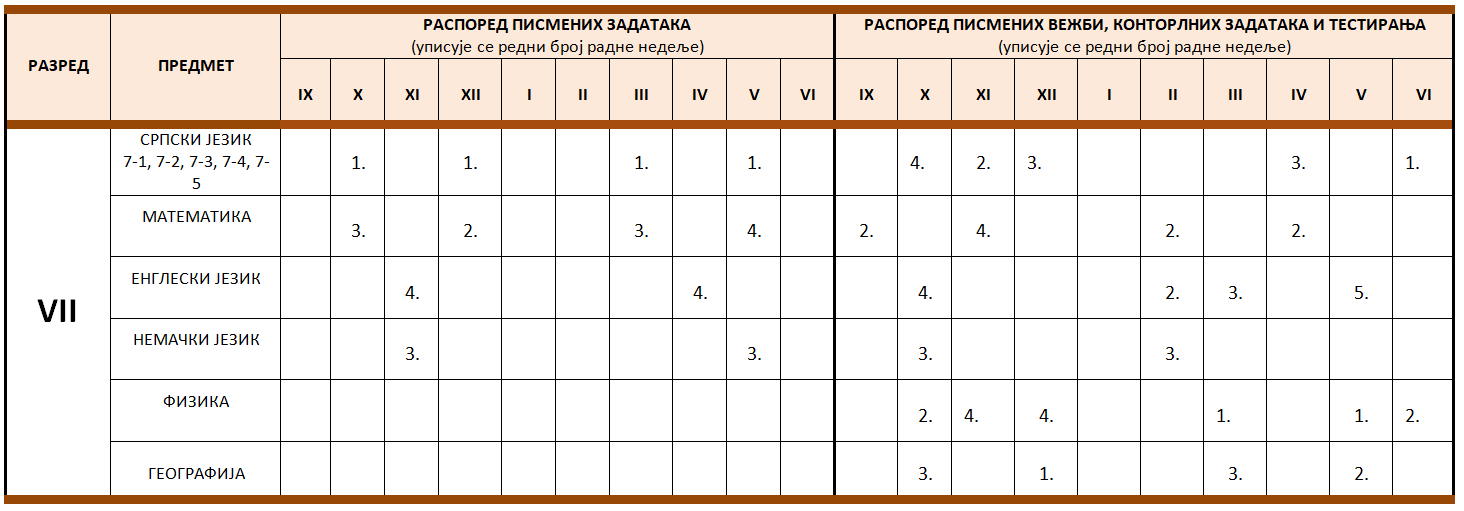 РАЗРЕД
ПРЕДМЕТ
РАСПОРЕД ПИСМЕНИХ ЗАДАТАКА
(уписује се редни број радне недеље)
РАСПОРЕД ПИСМЕНИХ ВЕЖБИ, КОНТОРЛНИХ ЗАДАТАКА И ТЕСТИРАЊА
(уписује се редни број радне недеље)
IX X XI XII I II III IV V VI IX X XI XII I II III IV V VI
VII
СРПСКИ ЈЕЗИК
7-1, 7-2, 7-3, 7-4, 7-
5
1. 1. 1. 1. 4. 2. 3. 3. 1.
МАТЕМАТИКА
3. 2. 3. 4. 2. 4. 2. 2.
ЕНГЛЕСКИ ЈЕЗИК
4. 4. 4. 2. 3. 5.
НЕМАЧКИ ЈЕЗИК
3. 3. 3. 3.
ФИЗИКА
2. 4. 4. 1. 1. 2.
ГЕОГРАФИЈА
3. 1. 3. 2.